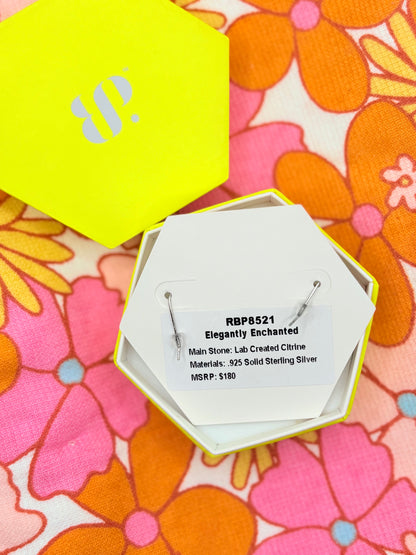 RBP8521
Elegantly Enchanted
Main Stone: Lab Created Citrine
Materials: .925 Solid Sterling Silver
MSRP: $180